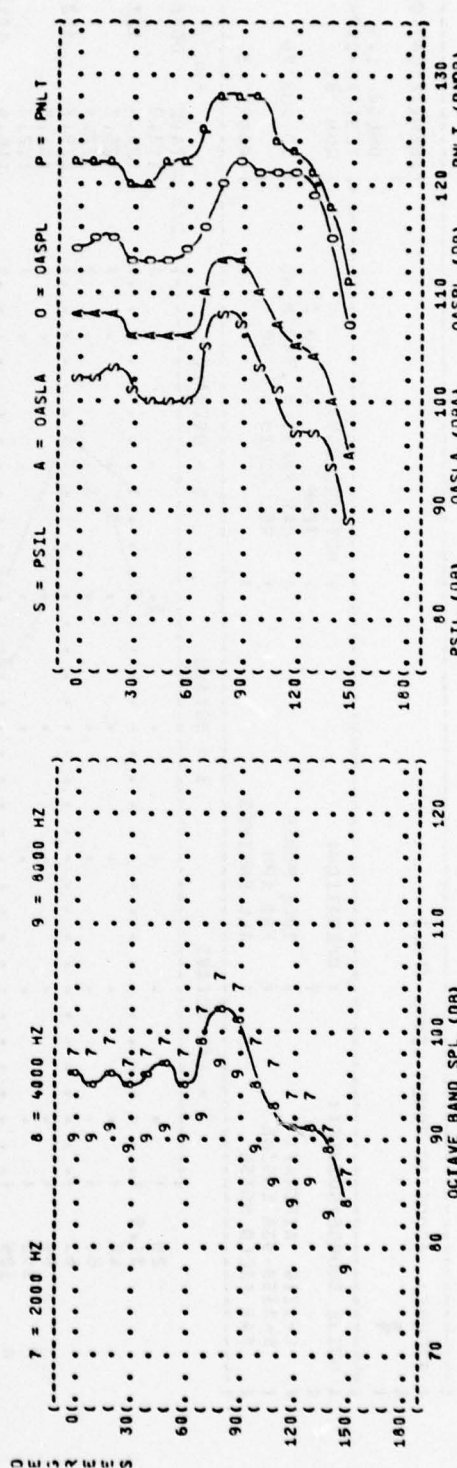 S = PSIL A = OASLA O = OASPL P = PNLT
0
30
60
90
120
150
180
80 90 100 110 120 130
PSIL (DB) OASLA (DBA) OASPL (DB) PNLT (PNDB)
7 = 2000 HZ 8 = 4000 HZ 9 = 8000 HZ
DEGREES
0
30
60
90
120
150
180
70 80 90 100 110 120
OCTAVE BAND SPL (DB)